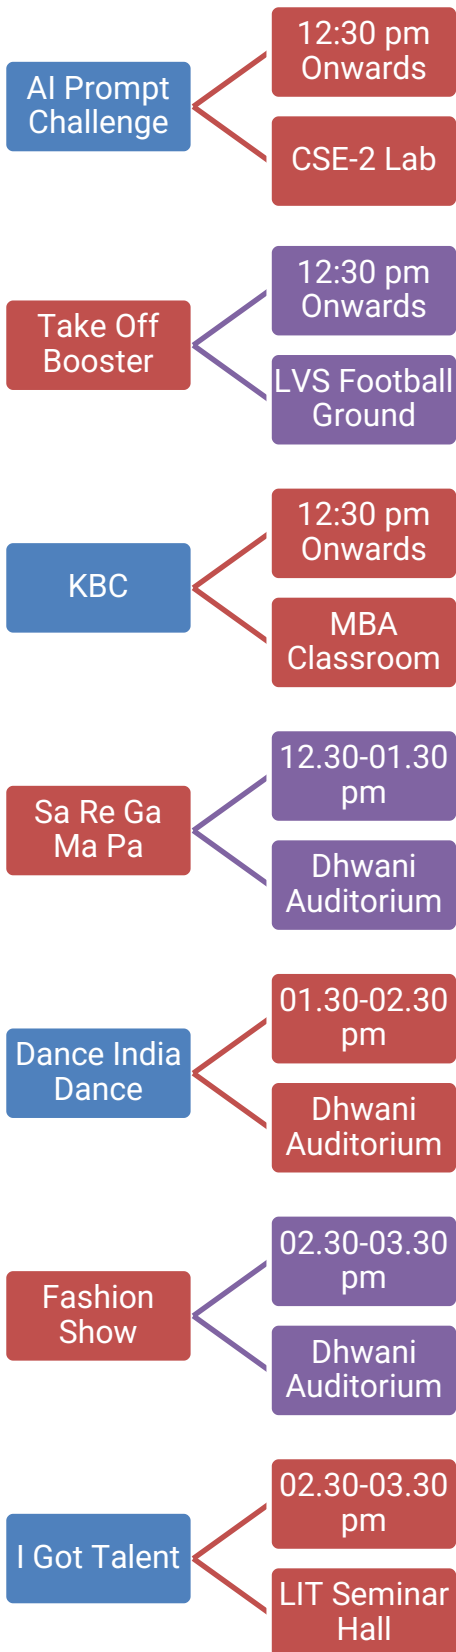 AI Prompt
Challenge
12:30 pm
Onwards
CSE-2 Lab
Take Off
Booster
12:30 pm
Onwards
LVS Football
Ground
KBC
12:30 pm
Onwards
MBA
Classroom
Sa Re Ga
Ma Pa
12.30-01.30
pm
Dhwani
Auditorium
Dance India
Dance
01.30-02.30
pm
Dhwani
Auditorium
Fashion
Show
02.30-03.30
pm
Dhwani
Auditorium
I Got Talent
02.30-03.30
pm
LIT Seminar
Hall